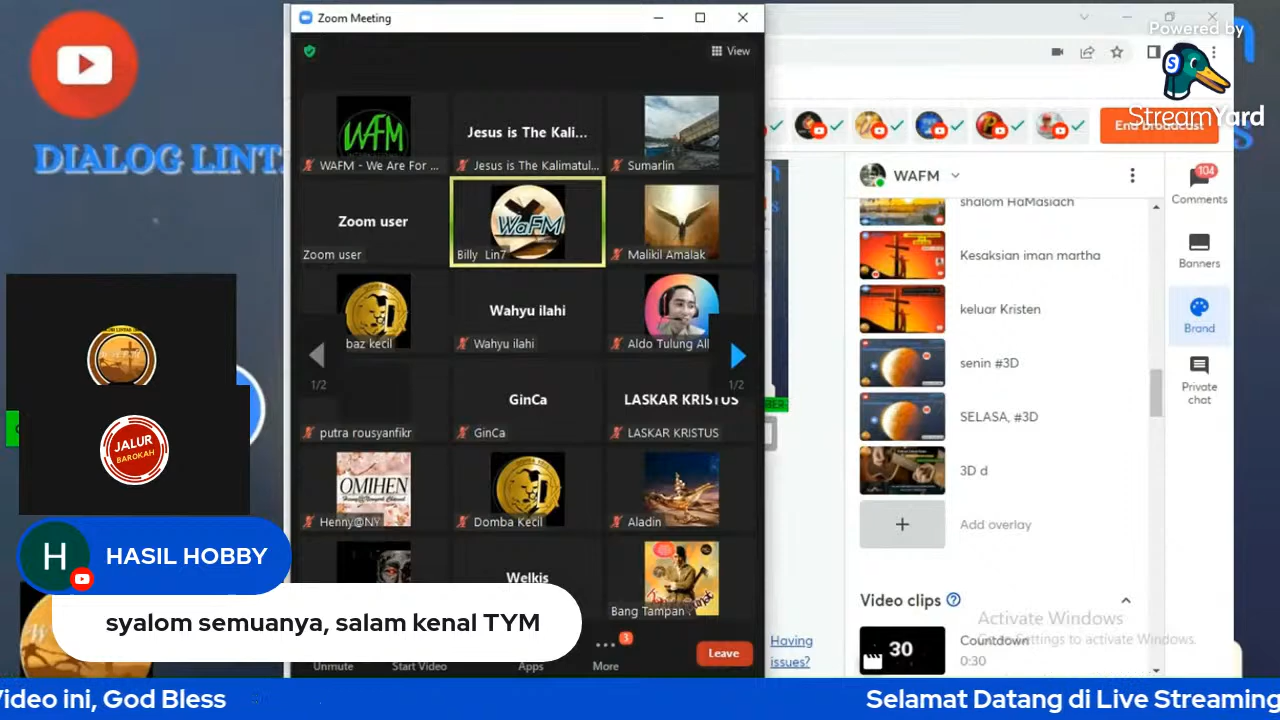 Zoom Meeting
View
Powered by
StreamYard
End broadcast
DIALOG LINT
WAFM
WAFM - We Are For ...
Jesus is The Kali...
Jesus is The Kalimatul...
Sumarlin
Zoom user
Zoom user
WaFM
Billy Lin7
Malikil Amalak
baz kecil
Wahyu ilahi
Wahyu ilahi
Aldo Tulung All
1/2
1/2
putra rousyanfikr
GinCa
GinCa
LASKAR KRISTUS
LASKAR KRISTUS
OMIHEN
Henny@NY
Domba Kecil
Aladin
Welkis
Bang Tampan
JALUR
BAROKAH
H
HASIL HOBBY
syalom semuanya, salam kenal TYM
Unmute
Start Video
Apps
More
3
Leave
WAFM
shalom HaMasiach
Kesaksian iman martha
keluar Kristen
senin #3D
SELASA, #3D
3D d
Add overlay
Video clips
30
Countdown
0:30
Activate Windows
Go to Settings to activate Windows.
104
Comments
Banners
Brand
Private
chat
Having
issues?
Video ini, God Bless
Selamat Datang di Live Streaming